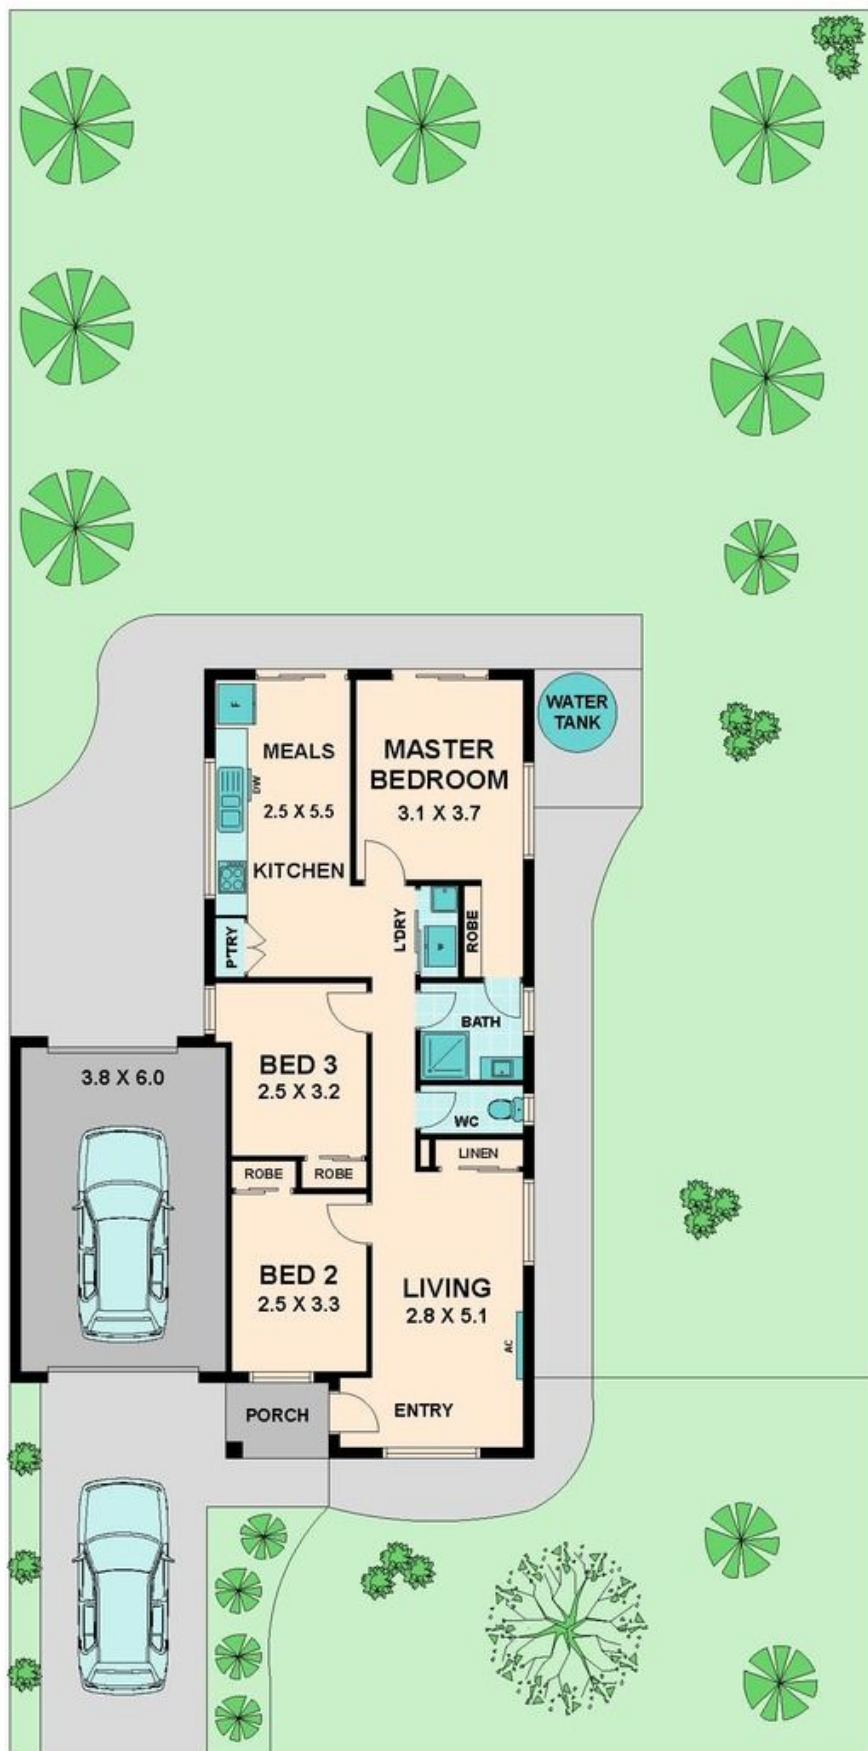 WATER
TANK
F
MEALS
MASTER
BEDROOM
DW
2.5 X 5.5
3.1 X 3.7
KITCHEN
P'TRY
L'DRY
ROBE
BATH
3.8 X 6.0
BED 3
2.5 X 3.2
WC
LINEN
ROBE
ROBE
BED 2
2.5 X 3.3
LIVING
2.8 X 5.1
AC
PORCH
ENTRY